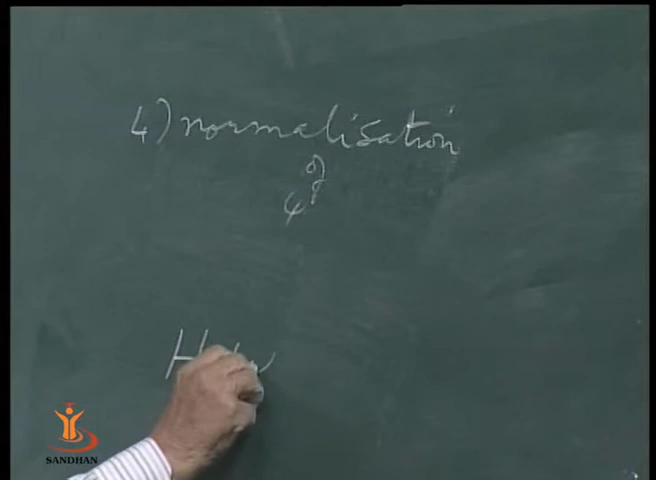 4) normalisation
of
φ
SANDHAN